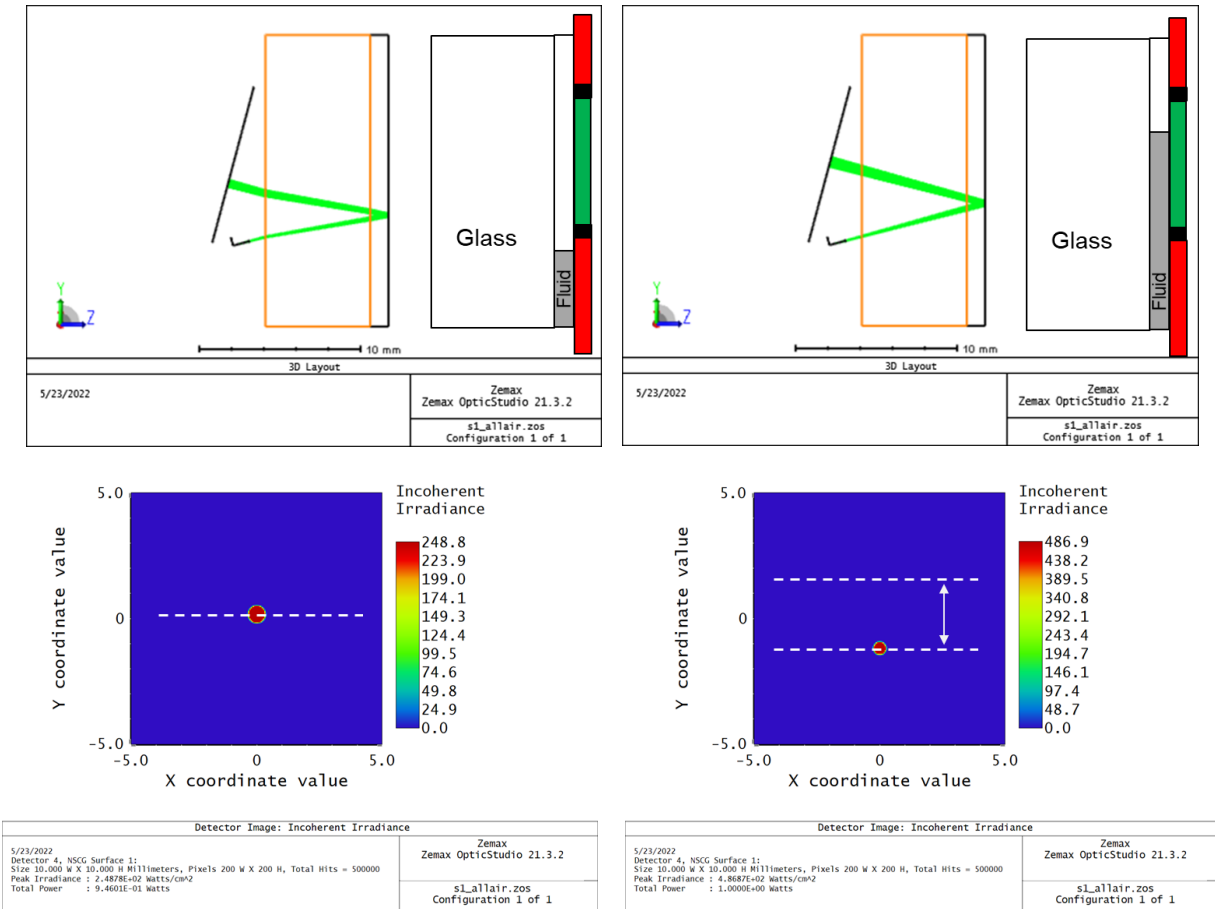 Y
Z
10 mm
Glass
Fluid
3D Layout
5/23/2022
Zemax
Zemax OpticStudio 21.3.2
s1_allair.zos
Configuration 1 of 1
Y
Z
10 mm
Glass
Fluid
3D Layout
5/23/2022
Zemax
Zemax OpticStudio 21.3.2
s1_allair.zos
Configuration 1 of 1
5.0
0
-5.0
Y coordinate value
-5.0 0 5.0
X coordinate value
Incoherent
Irradiance
248.8
223.9
199.0
174.1
149.3
124.4
99.5
74.6
49.8
24.9
0.0
5.0
0
-5.0
Y coordinate value
-5.0 0 5.0
X coordinate value
Incoherent
Irradiance
486.9
438.2
389.5
340.8
292.1
243.4
194.7
146.1
97.4
48.7
0.0
Detector Image: Incoherent Irradiance
5/23/2022
Detector 4, NSCG Surface 1:
Size 10.000 W X 10.000 H Millimeters, Pixels 200 W X 200 H, Total Hits = 500000
Peak Irradiance : 2.4878E+02 Watts/cm^2
Total Power : 9.4601E-01 Watts
Zemax
Zemax OpticStudio 21.3.2
s1_allair.zos
Configuration 1 of 1
Detector Image: Incoherent Irradiance
5/23/2022
Detector 4, NSCG Surface 1:
Size 10.000 W X 10.000 H Millimeters, Pixels 200 W X 200 H, Total Hits = 500000
Peak Irradiance : 4.8687E+02 Watts/cm^2
Total Power : 1.0000E+00 Watts
Zemax
Zemax OpticStudio 21.3.2
s1_allair.zos
Configuration 1 of 1